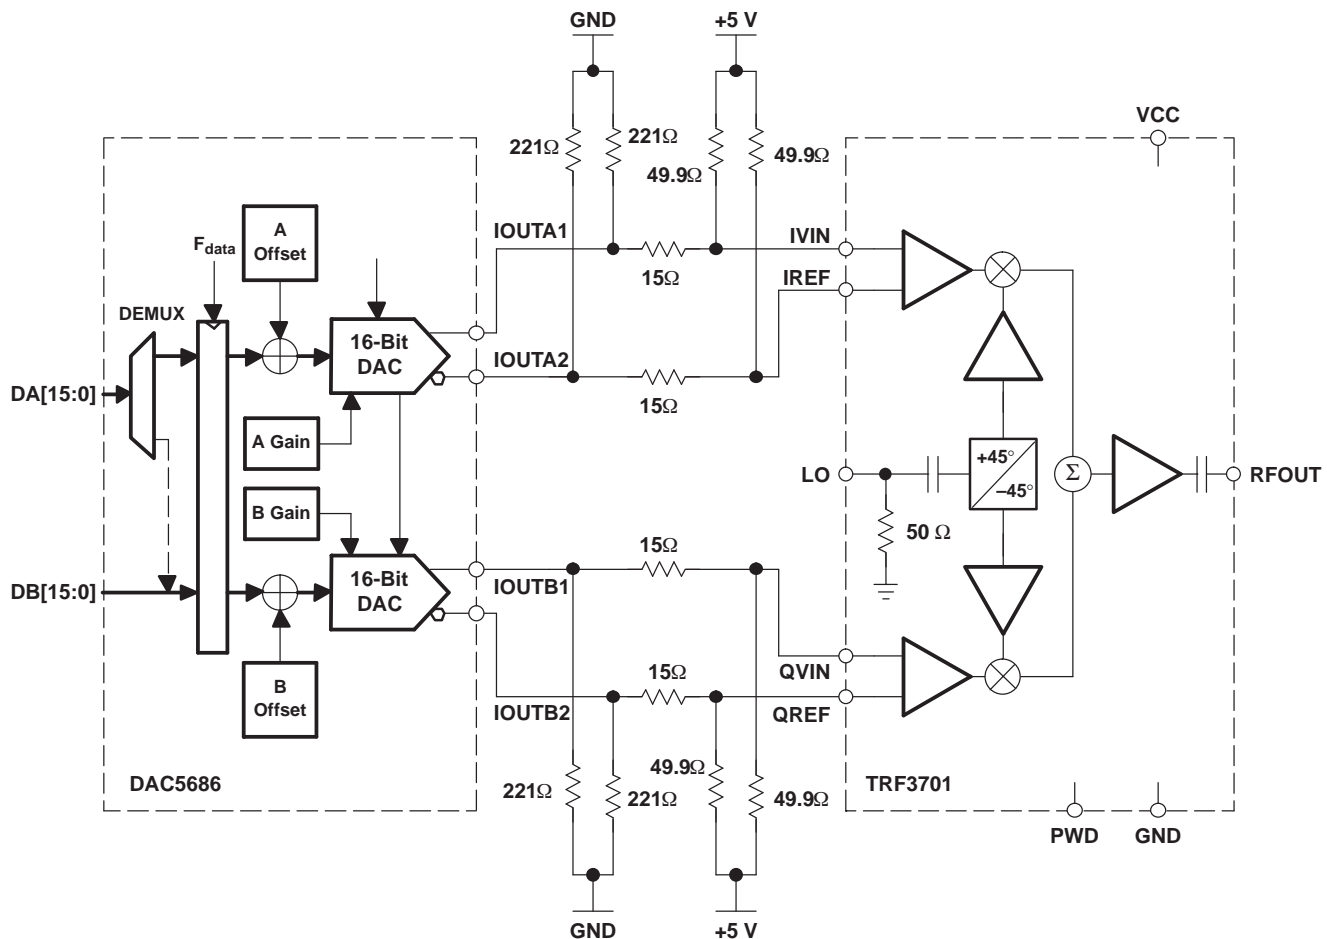 GND +5 V
VCC
221Ω 221Ω 49.9Ω 49.9Ω
A
Offset
Fdata
IOUTA1 IVIN
15Ω
IREF
DEMUX
16-Bit
DAC
IOUTA2
15Ω
DA[15:0]
A Gain
LO
+45°
–45°
Σ
RFOUT
B Gain
50 Ω
15Ω
16-Bit
DAC
IOUTB1
DB[15:0]
QVIN
15Ω
B
Offset
IOUTB2
QREF
49.9Ω
DAC5686
221Ω 221Ω 49.9Ω
TRF3701
PWD GND
GND +5 V